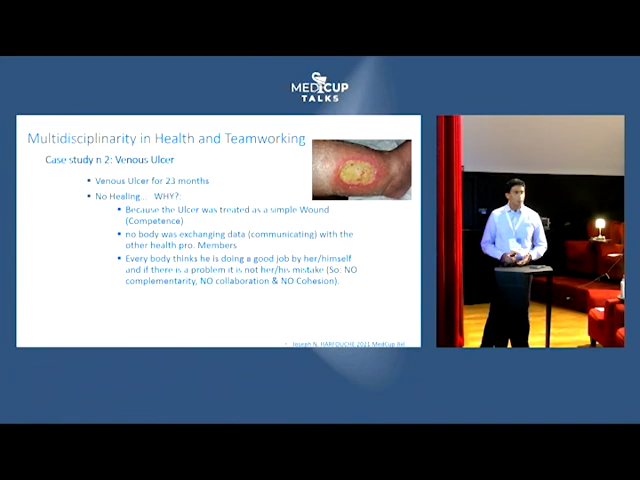 MEDICUP
TALKS
Multidisciplinarity in Health and Teamworking
Case study n 2: Venous Ulcer
Venous Ulcer for 23 months
No Healing... WHY?:
Because the Ulcer was treated as a simple Wound
(Competence)
no body was exchanging data (communicating) with the
other health pro. Members
Every body thinks he is doing a good job by her/himself
and if there is a problem it is not her/his mistake (So: NO
complementarity, NO collaboration & NO Cohesion).
Joseph N. HARFOUCHE 2021 MedCup Bel